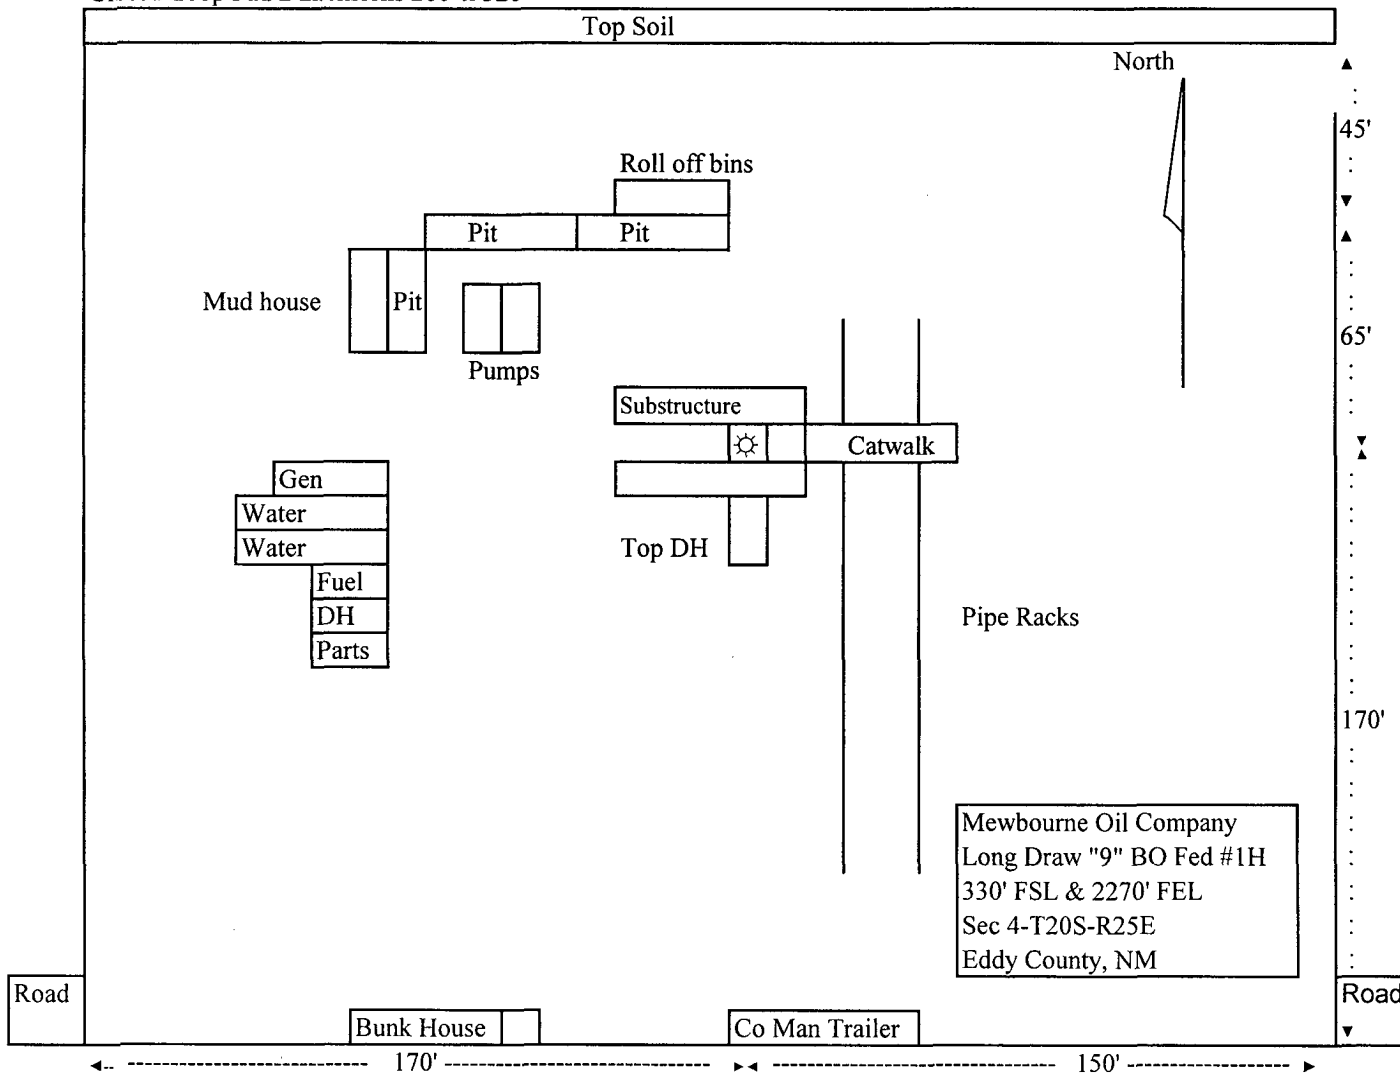 Top Soil
North
45'
Roll off bins
Pit
Pit
Mud house
Pit
65'
Pumps
Substructure
Catwalk
Gen
Water
Water
Top DH
Fuel
DH
Pipe Racks
Parts
170'
Mewbourne Oil Company
Long Draw "9" BO Fed #1H
330' FSL & 2270' FEL
Sec 4-T20S-R25E
Eddy County, NM
Road
Road
Bunk House
Co Man Trailer
170'
150'